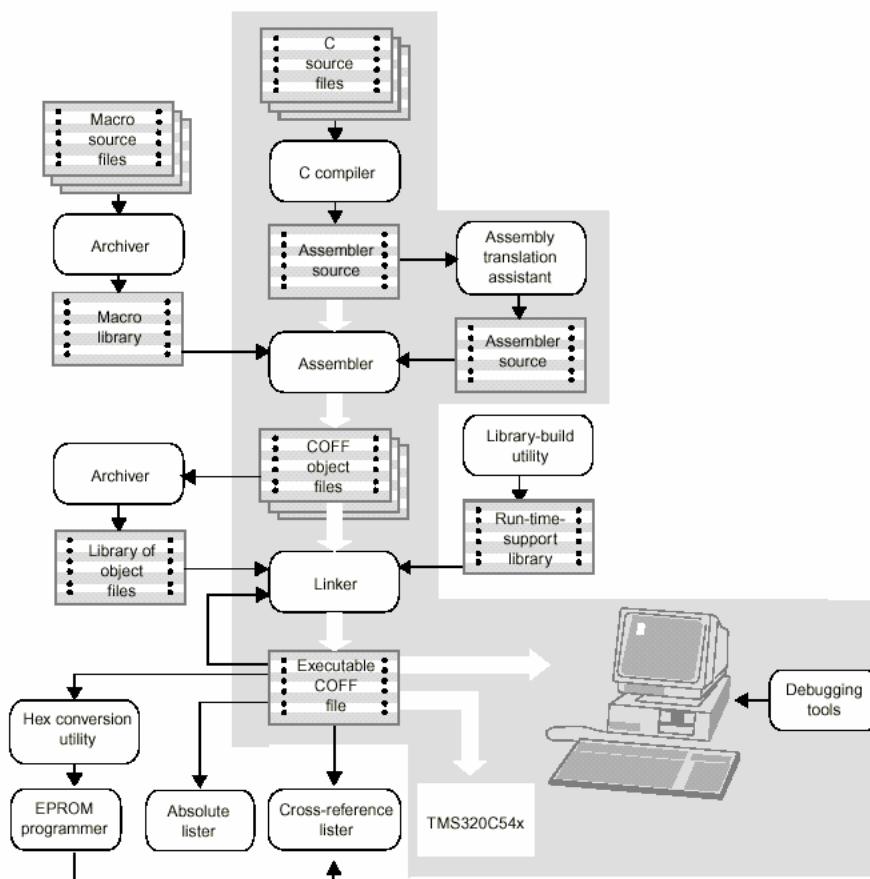 C
source
files
Macro
source
files
C compiler
Archiver
Assembler
source
Assembly
translation
assistant
Macro
library
Assembler
source
Assembler
COFF
object
files
Library-build
utility
Archiver
Run-time-
support
library
Library of
object
files
Linker
Executable
COFF
file
Debugging
tools
Hex conversion
utility
EPROM
programmer
Absolute
lister
Cross-reference
lister
TMS320C54x